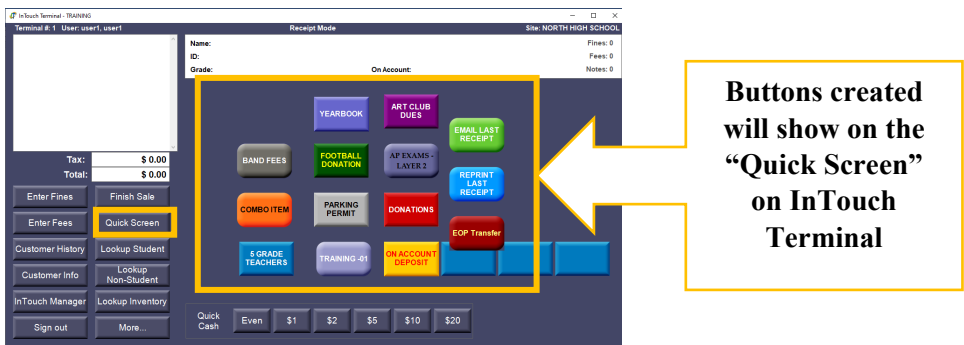 InTouch Terminal - TRAINING
Terminal #: 1 User: user1, user1
Receipt Mode
Site: NORTH HIGH SCHOOL
Name:
Fines: 0
ID:
Fees: 0
Grade:
On Account:
Notes: 0
Tax:
$ 0.00
Total:
$ 0.00
Enter Fines
Finish Sale
Enter Fees
Quick Screen
Customer History
Lookup Student
Customer Info
Lookup
Non-Student
InTouch Manager
Lookup Inventory
Sign out
More...
YEARBOOK
ART CLUB
DUES
EMAIL LAST
RECEIPT
BAND FEES
FOOTBALL
DONATION
AP EXAMS -
LAYER 2
REPRINT
LAST
RECEIPT
COMBO ITEM
PARKING
PERMIT
DONATIONS
EOP Transfer
5 GRADE
TEACHERS
TRAINING -01
ON ACCOUNT
DEPOSIT
Quick
Cash
Even
$1
$2
$5
$10
$20
Buttons created
will show on the
“Quick Screen”
on InTouch
Terminal